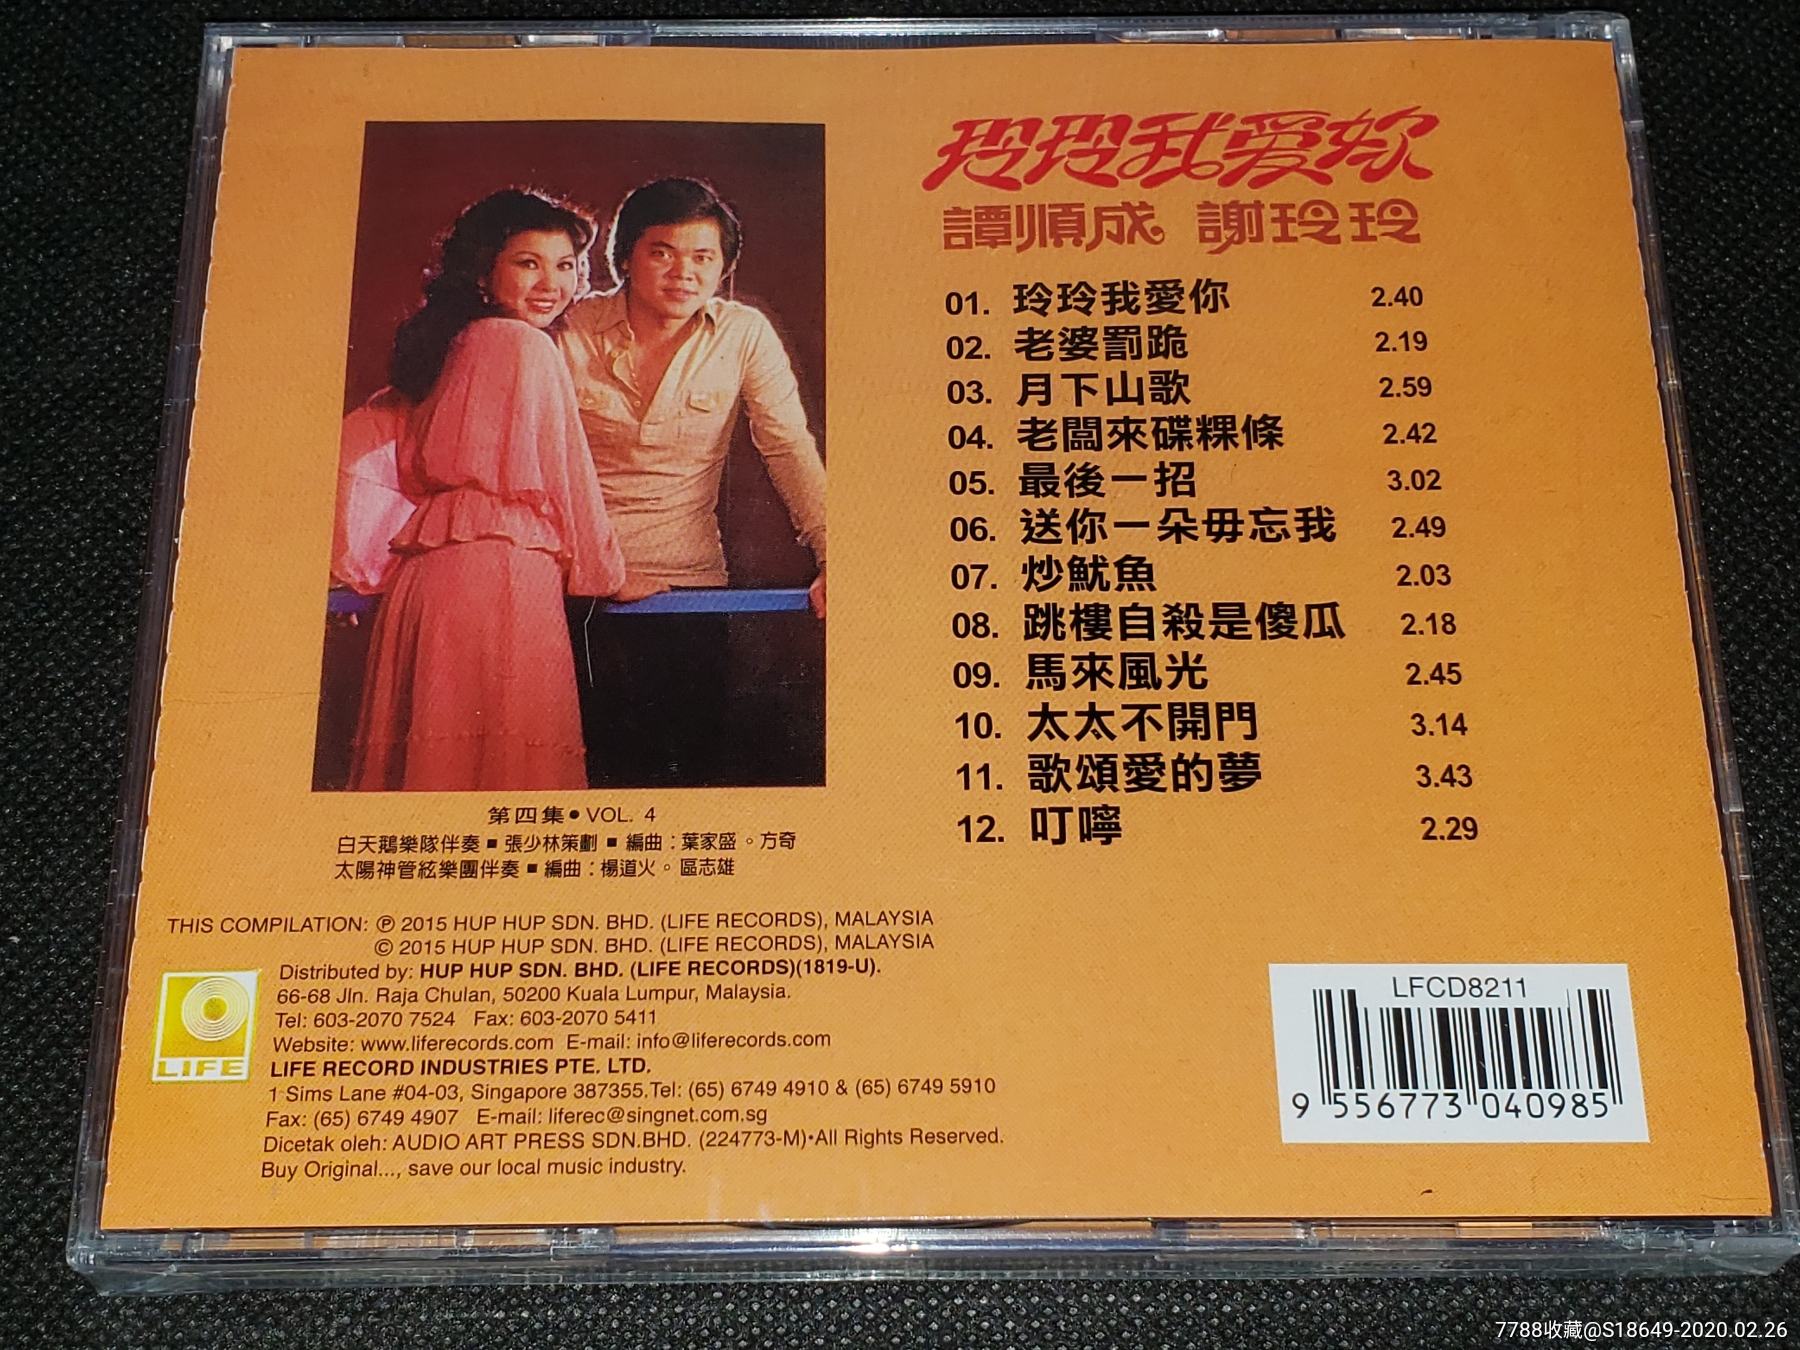 玲玲我愛你
譚順成 謝玲玲
01. 玲玲我愛你 2.40
02. 老婆罰跪 2.19
03. 月下山歌 2.59
04. 老闆來碟粿條 2.42
05. 最後一招 3.02
06. 送你一朵毋忘我 2.49
07. 炒魷魚 2.03
08. 跳樓自殺是傻瓜 2.18
09. 馬來風光 2.45
10. 太太不開門 3.14
11. 歌頌愛的夢 3.43
12. 叮嚀 2.29
第四集●VOL. 4
白天鵝樂隊伴奏■張少林策劃■編曲：葉家盛。方奇
太陽神管絃樂團伴奏■編曲：楊道火。區志雄
THIS COMPILATION: ℗ 2015 HUP HUP SDN. BHD. (LIFE RECORDS), MALAYSIA
© 2015 HUP HUP SDN. BHD. (LIFE RECORDS), MALAYSIA
Distributed by: HUP HUP SDN. BHD. (LIFE RECORDS)(1819-U).
66-68 Jln. Raja Chulan, 50200 Kuala Lumpur, Malaysia.
Tel: 603-2070 7524 Fax: 603-2070 5411
Website: www.liferecords.com E-mail: info@liferecords.com
LIFE RECORD INDUSTRIES PTE. LTD.
1 Sims Lane #04-03, Singapore 387355.Tel: (65) 6749 4910 & (65) 6749 5910
Fax: (65) 6749 4907 E-mail: liferec@singnet.com.sg
Dicetak oleh: AUDIO ART PRESS SDN.BHD. (224773-M)•All Rights Reserved.
Buy Original..., save our local music industry.
LIFE
LFCD8211
9 556773 040985
7788收藏@S18649-2020.02.26